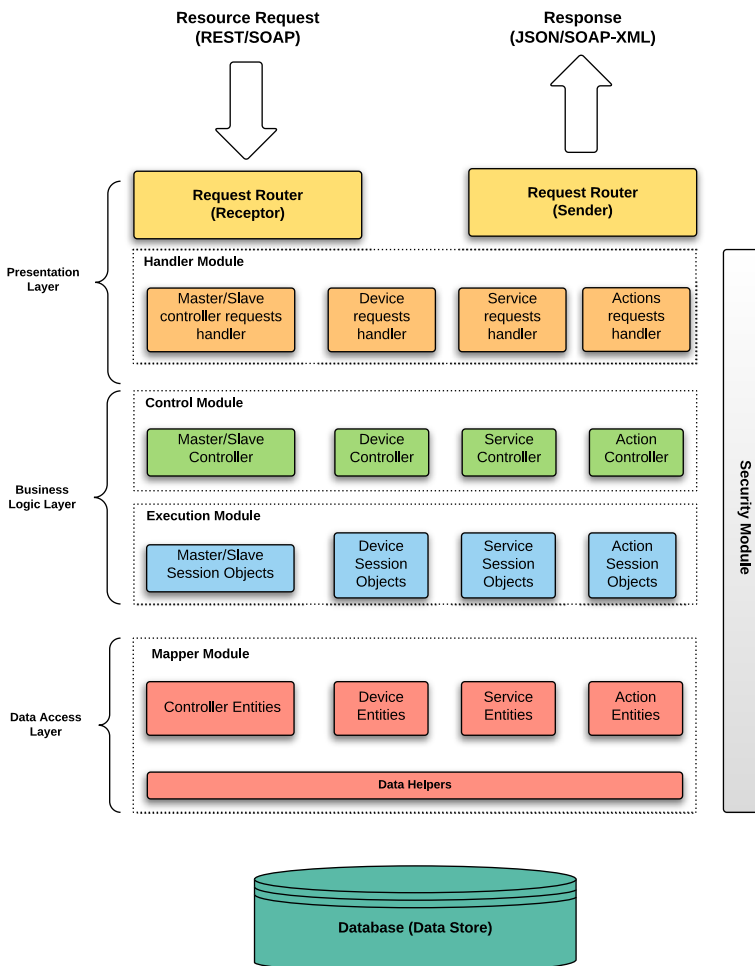 Resource Request
(REST/SOAP)
Response
(JSON/SOAP-XML)
Request Router
(Receptor)
Request Router
(Sender)
Presentation
Layer
Handler Module
Master/Slave
controller requests
handler
Device
requests
handler
Service
requests
handler
Actions
requests
handler
Business
Logic Layer
Control Module
Master/Slave
Controller
Device
Controller
Service
Controller
Action
Controller
Execution Module
Master/Slave
Session Objects
Device
Session
Objects
Service
Session
Objects
Action
Session
Objects
Data Access
Layer
Mapper Module
Controller Entities
Device
Entities
Service
Entities
Action
Entities
Data Helpers
Security Module
Database (Data Store)